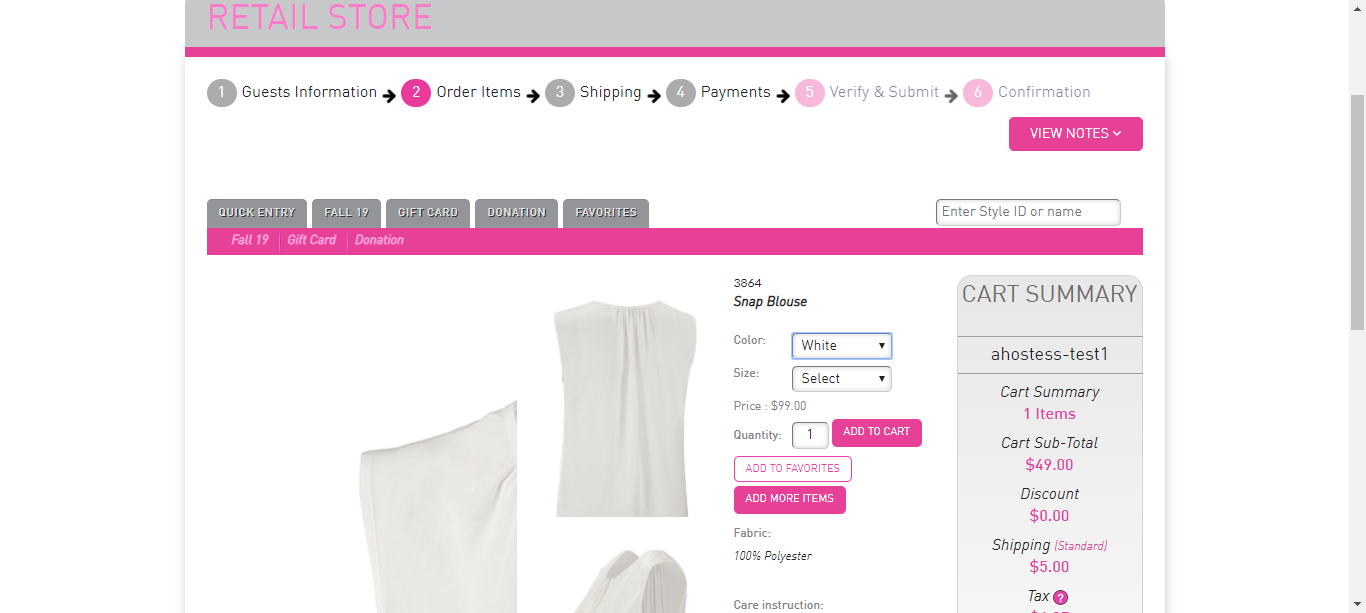 RETAIL STORE
1 Guests Information 2 Order Items 3 Shipping 4 Payments 5 Verify & Submit 6 Confirmation
VIEW NOTES
QUICK ENTRY FALL 19 GIFT CARD DONATION FAVORITES
Enter Style ID or name
Fall 19 Gift Card Donation
3864
Snap Blouse
Color: White
Size: Select
Price : $99.00
Quantity: 1 ADD TO CART
ADD TO FAVORITES
ADD MORE ITEMS
Fabric:
100% Polyester
Care instruction:
CART SUMMARY
ahostess-test1
Cart Summary
1 Items
Cart Sub-Total
$49.00
Discount
$0.00
Shipping (Standard)
$5.00
Tax ?